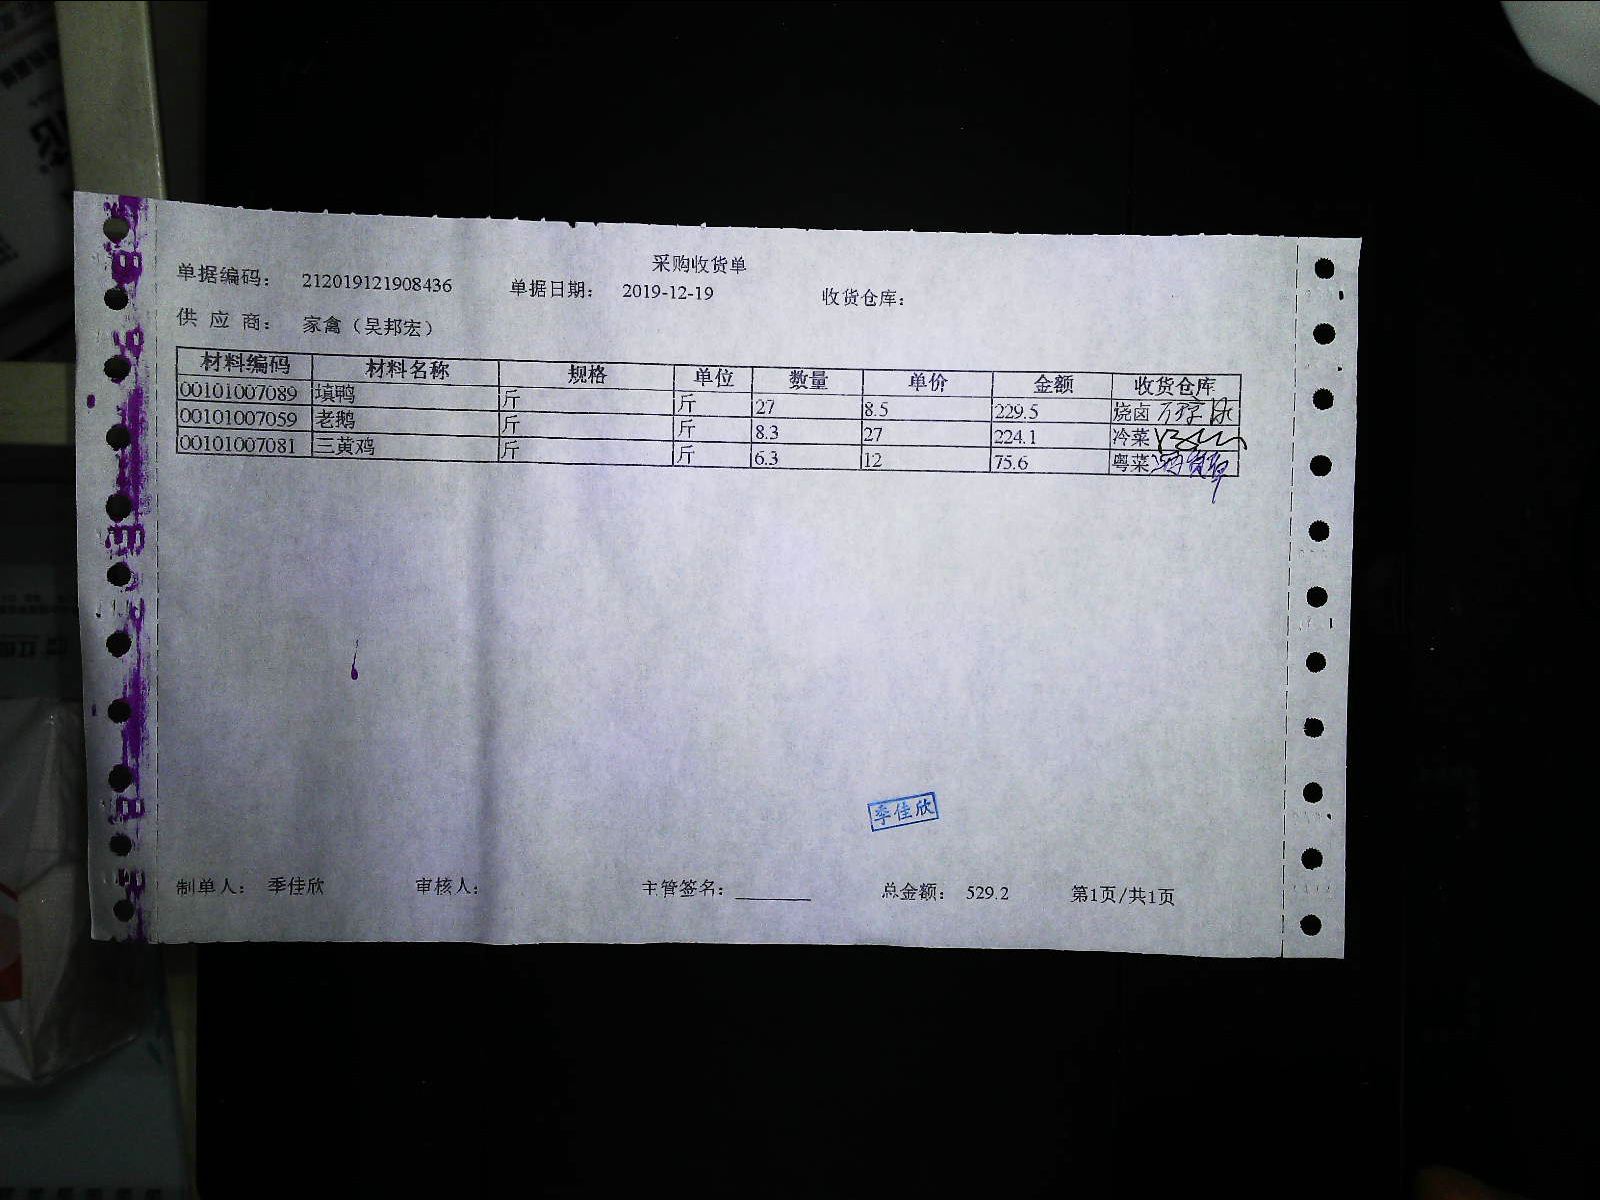 采购收货单
单据编码： 212019121908436 单据日期： 2019-12-19 收货仓库：
供 应 商： 家禽（吴邦宏）
材料编码 材料名称 规格 单位 数量 单价 金额 收货仓库
00101007089 填鸭 斤 斤 27 8.5 229.5 烧卤
00101007059 老鹅 斤 斤 8.3 27 224.1 冷菜
00101007081 三黄鸡 斤 斤 6.3 12 75.6 粤菜
季佳欣
制单人： 季佳欣 审核人： 主管签名： 总金额： 529.2 第1页/共1页